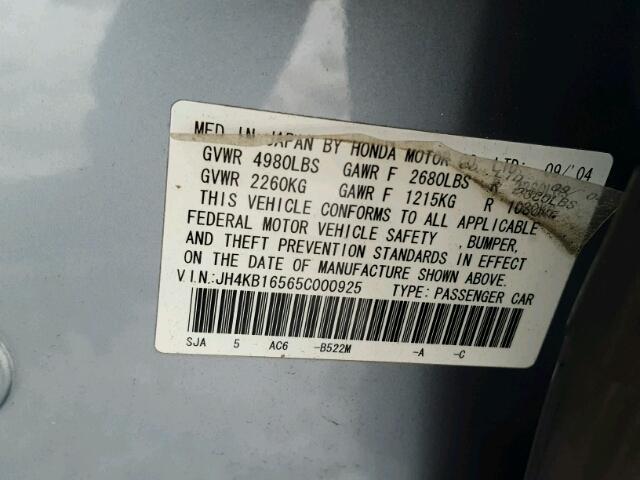 MFD IN JAPAN BY HONDA MOTOR CO., LTD. 09/'04
GVWR 4980LBS GAWR F 2680LBS R
GVWR 2260KG GAWR F 1215KG R 1080KG
THIS VEHICLE CONFORMS TO ALL APPLICABLE
FEDERAL MOTOR VEHICLE SAFETY ,BUMPER,
AND THEFT PREVENTION STANDARDS IN EFFECT
ON THE DATE OF MANUFACTURE SHOWN ABOVE.
V I N.:JH4KB16565C000925 TYPE: PASSENGER CAR
SJA 5 AC6 -B522M -A -C